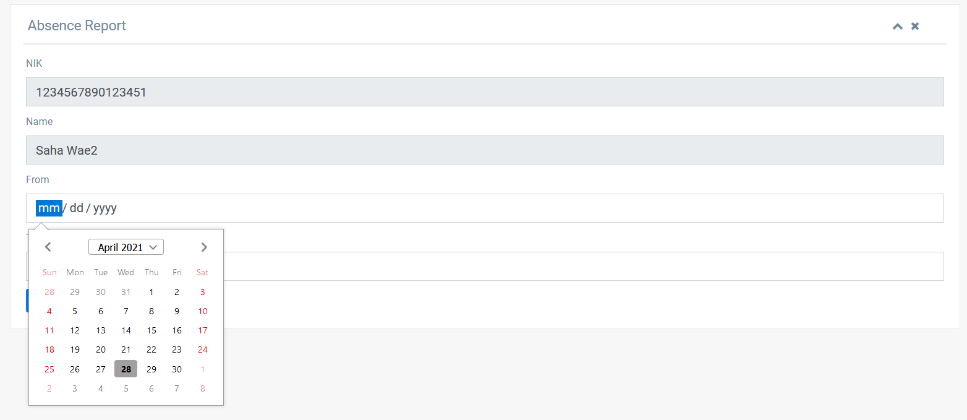 Absence Report
NIK
1234567890123451
Name
Saha Wae2
From
mm / dd / yyyy
April 2021
Sun Mon Tue Wed Thu Fri Sat
28 29 30 31 1 2 3
4 5 6 7 8 9 10
11 12 13 14 15 16 17
18 19 20 21 22 23 24
25 26 27 28 29 30 1
2 3 4 5 6 7 8